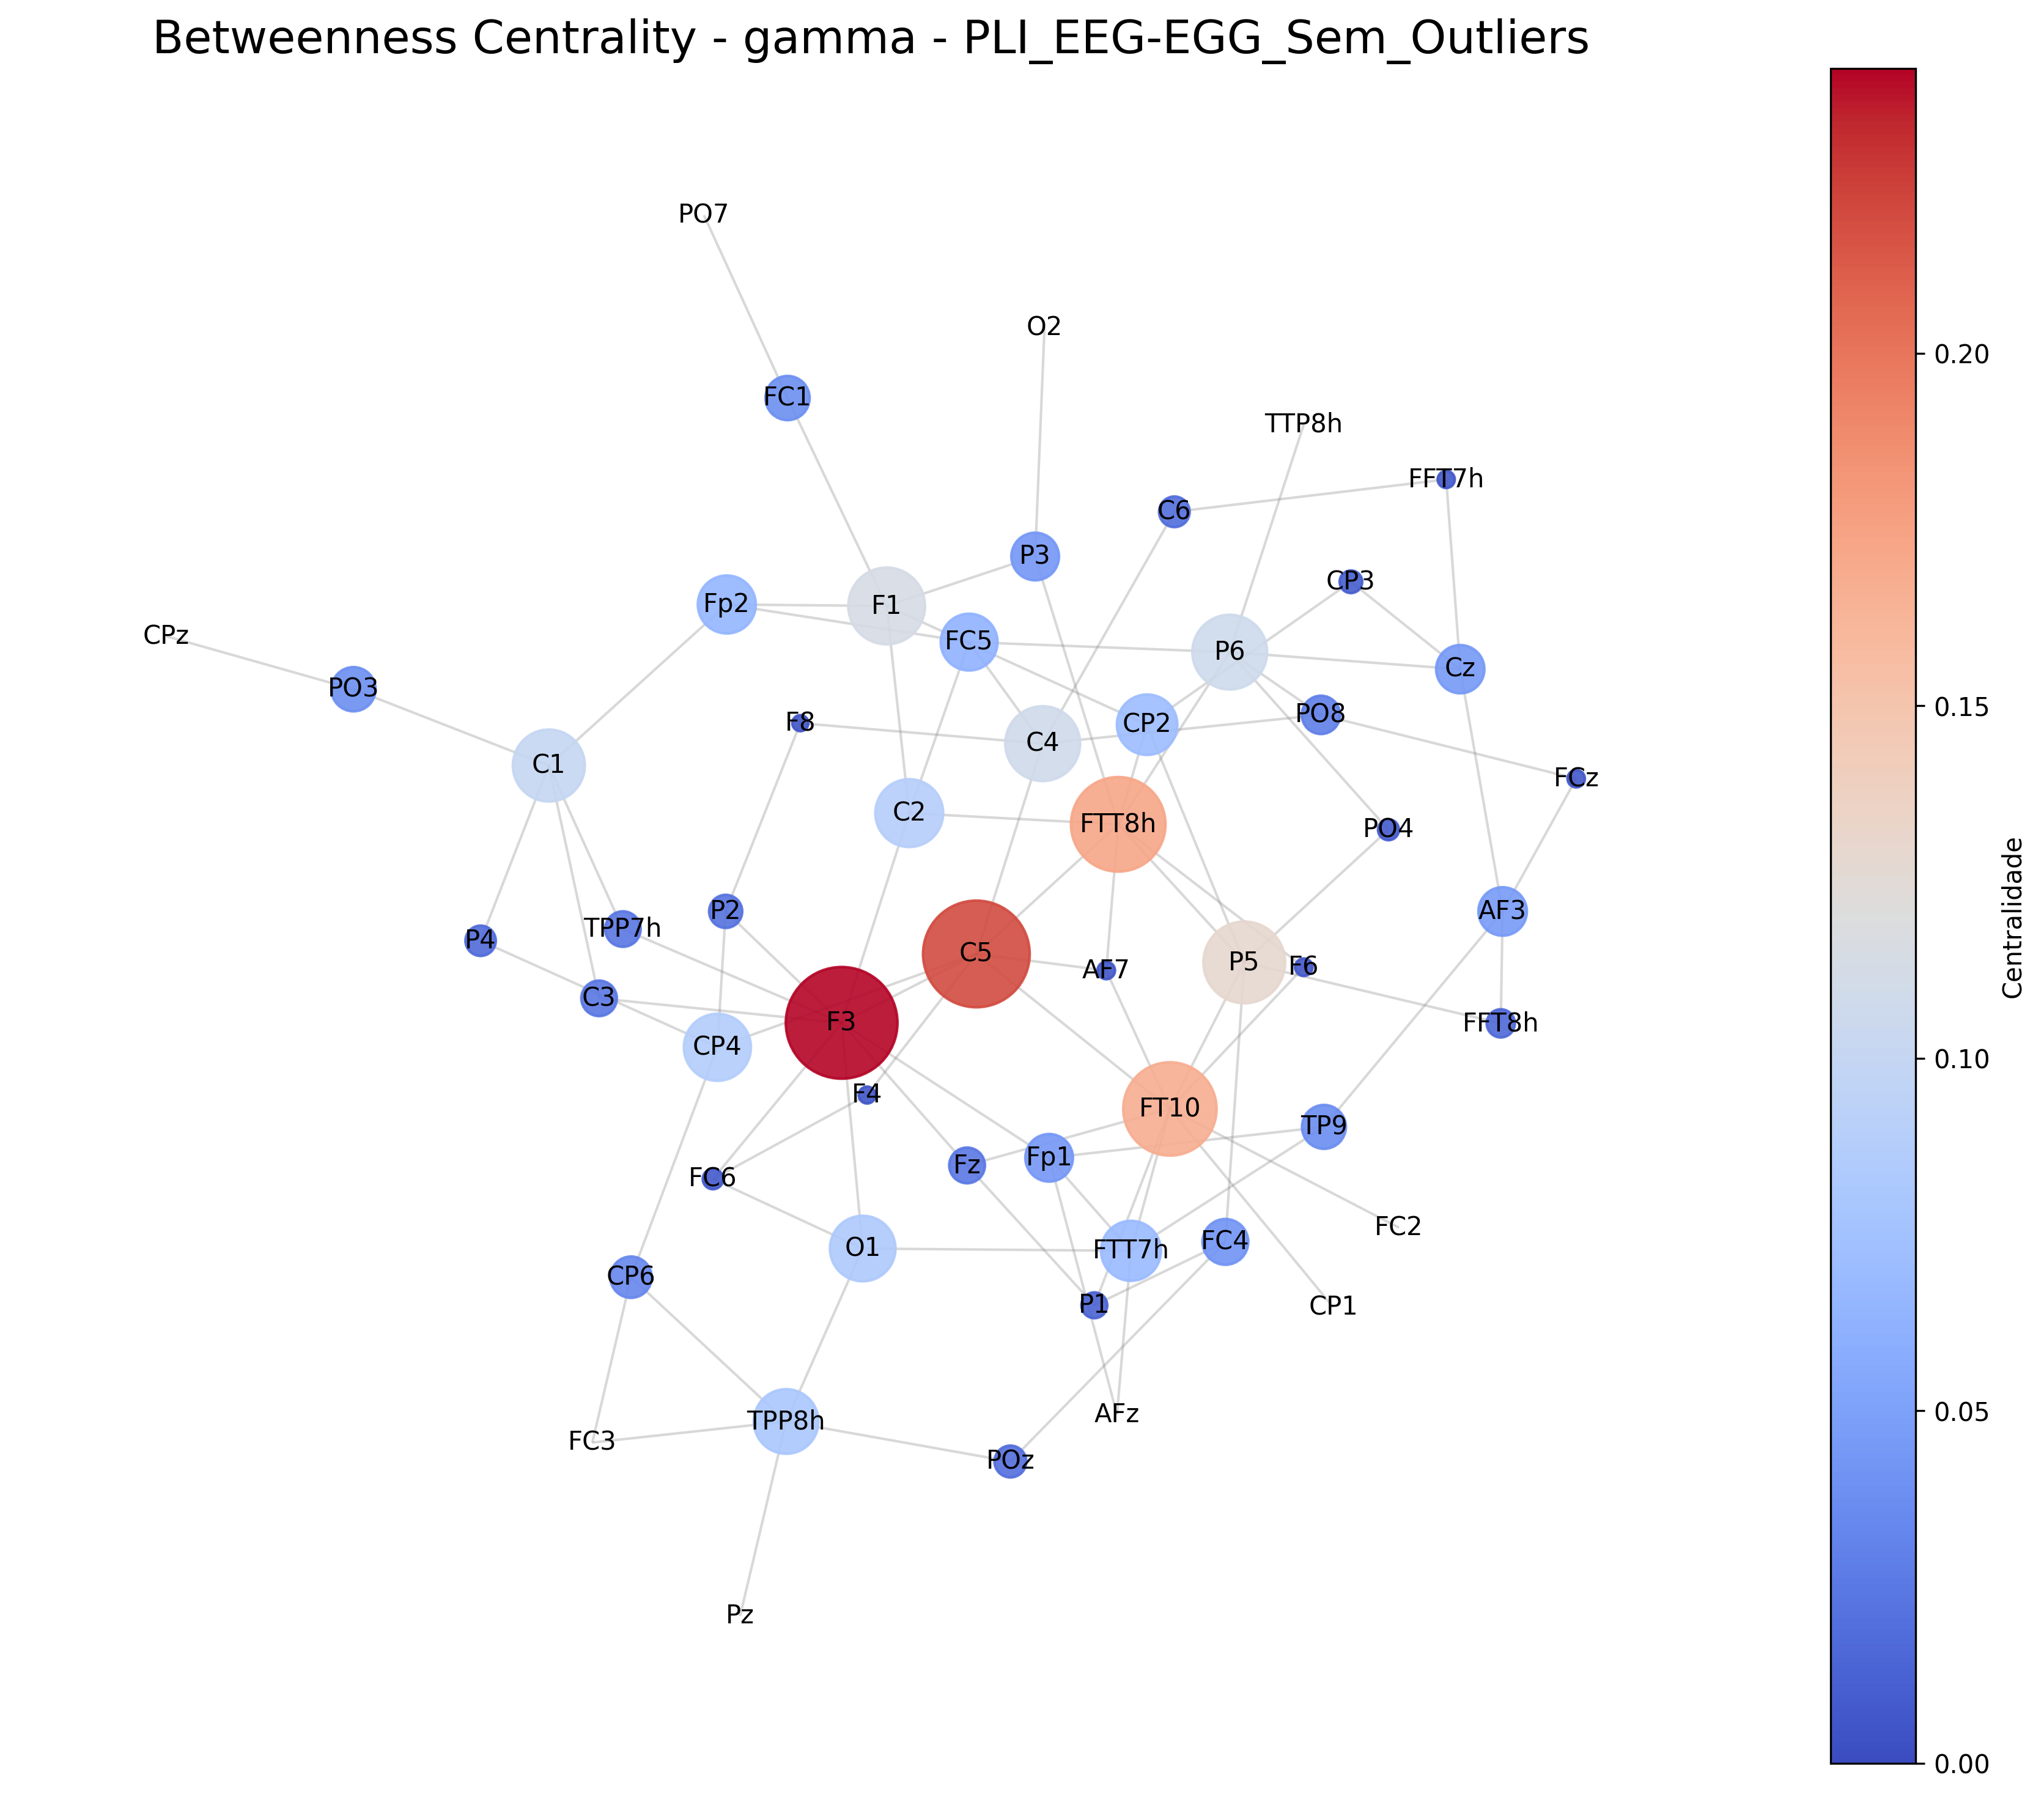 Betweenness Centrality - gamma - PLI_EEG-EGG_Sem_Outliers
PO7
O2
FC1
TTP8h
FFT7h
C6
P3
CP3
Fp2
F1
CPz
FC5
P6
Cz
PO3
F8
CP2
PO8
C4
C1
FCz
C2
FTT8h
PO4
P2
AF3
TPP7h
P4
C5
AF7
P5
F6
C3
F3
FFT8h
CP4
F4
FT10
TP9
Fz
Fp1
FC6
FC2
O1
FTT7h
FC4
CP6
P1
CP1
AFz
TPP8h
FC3
POz
Pz
0.20
0.15
0.10
0.05
0.00
Centralidade